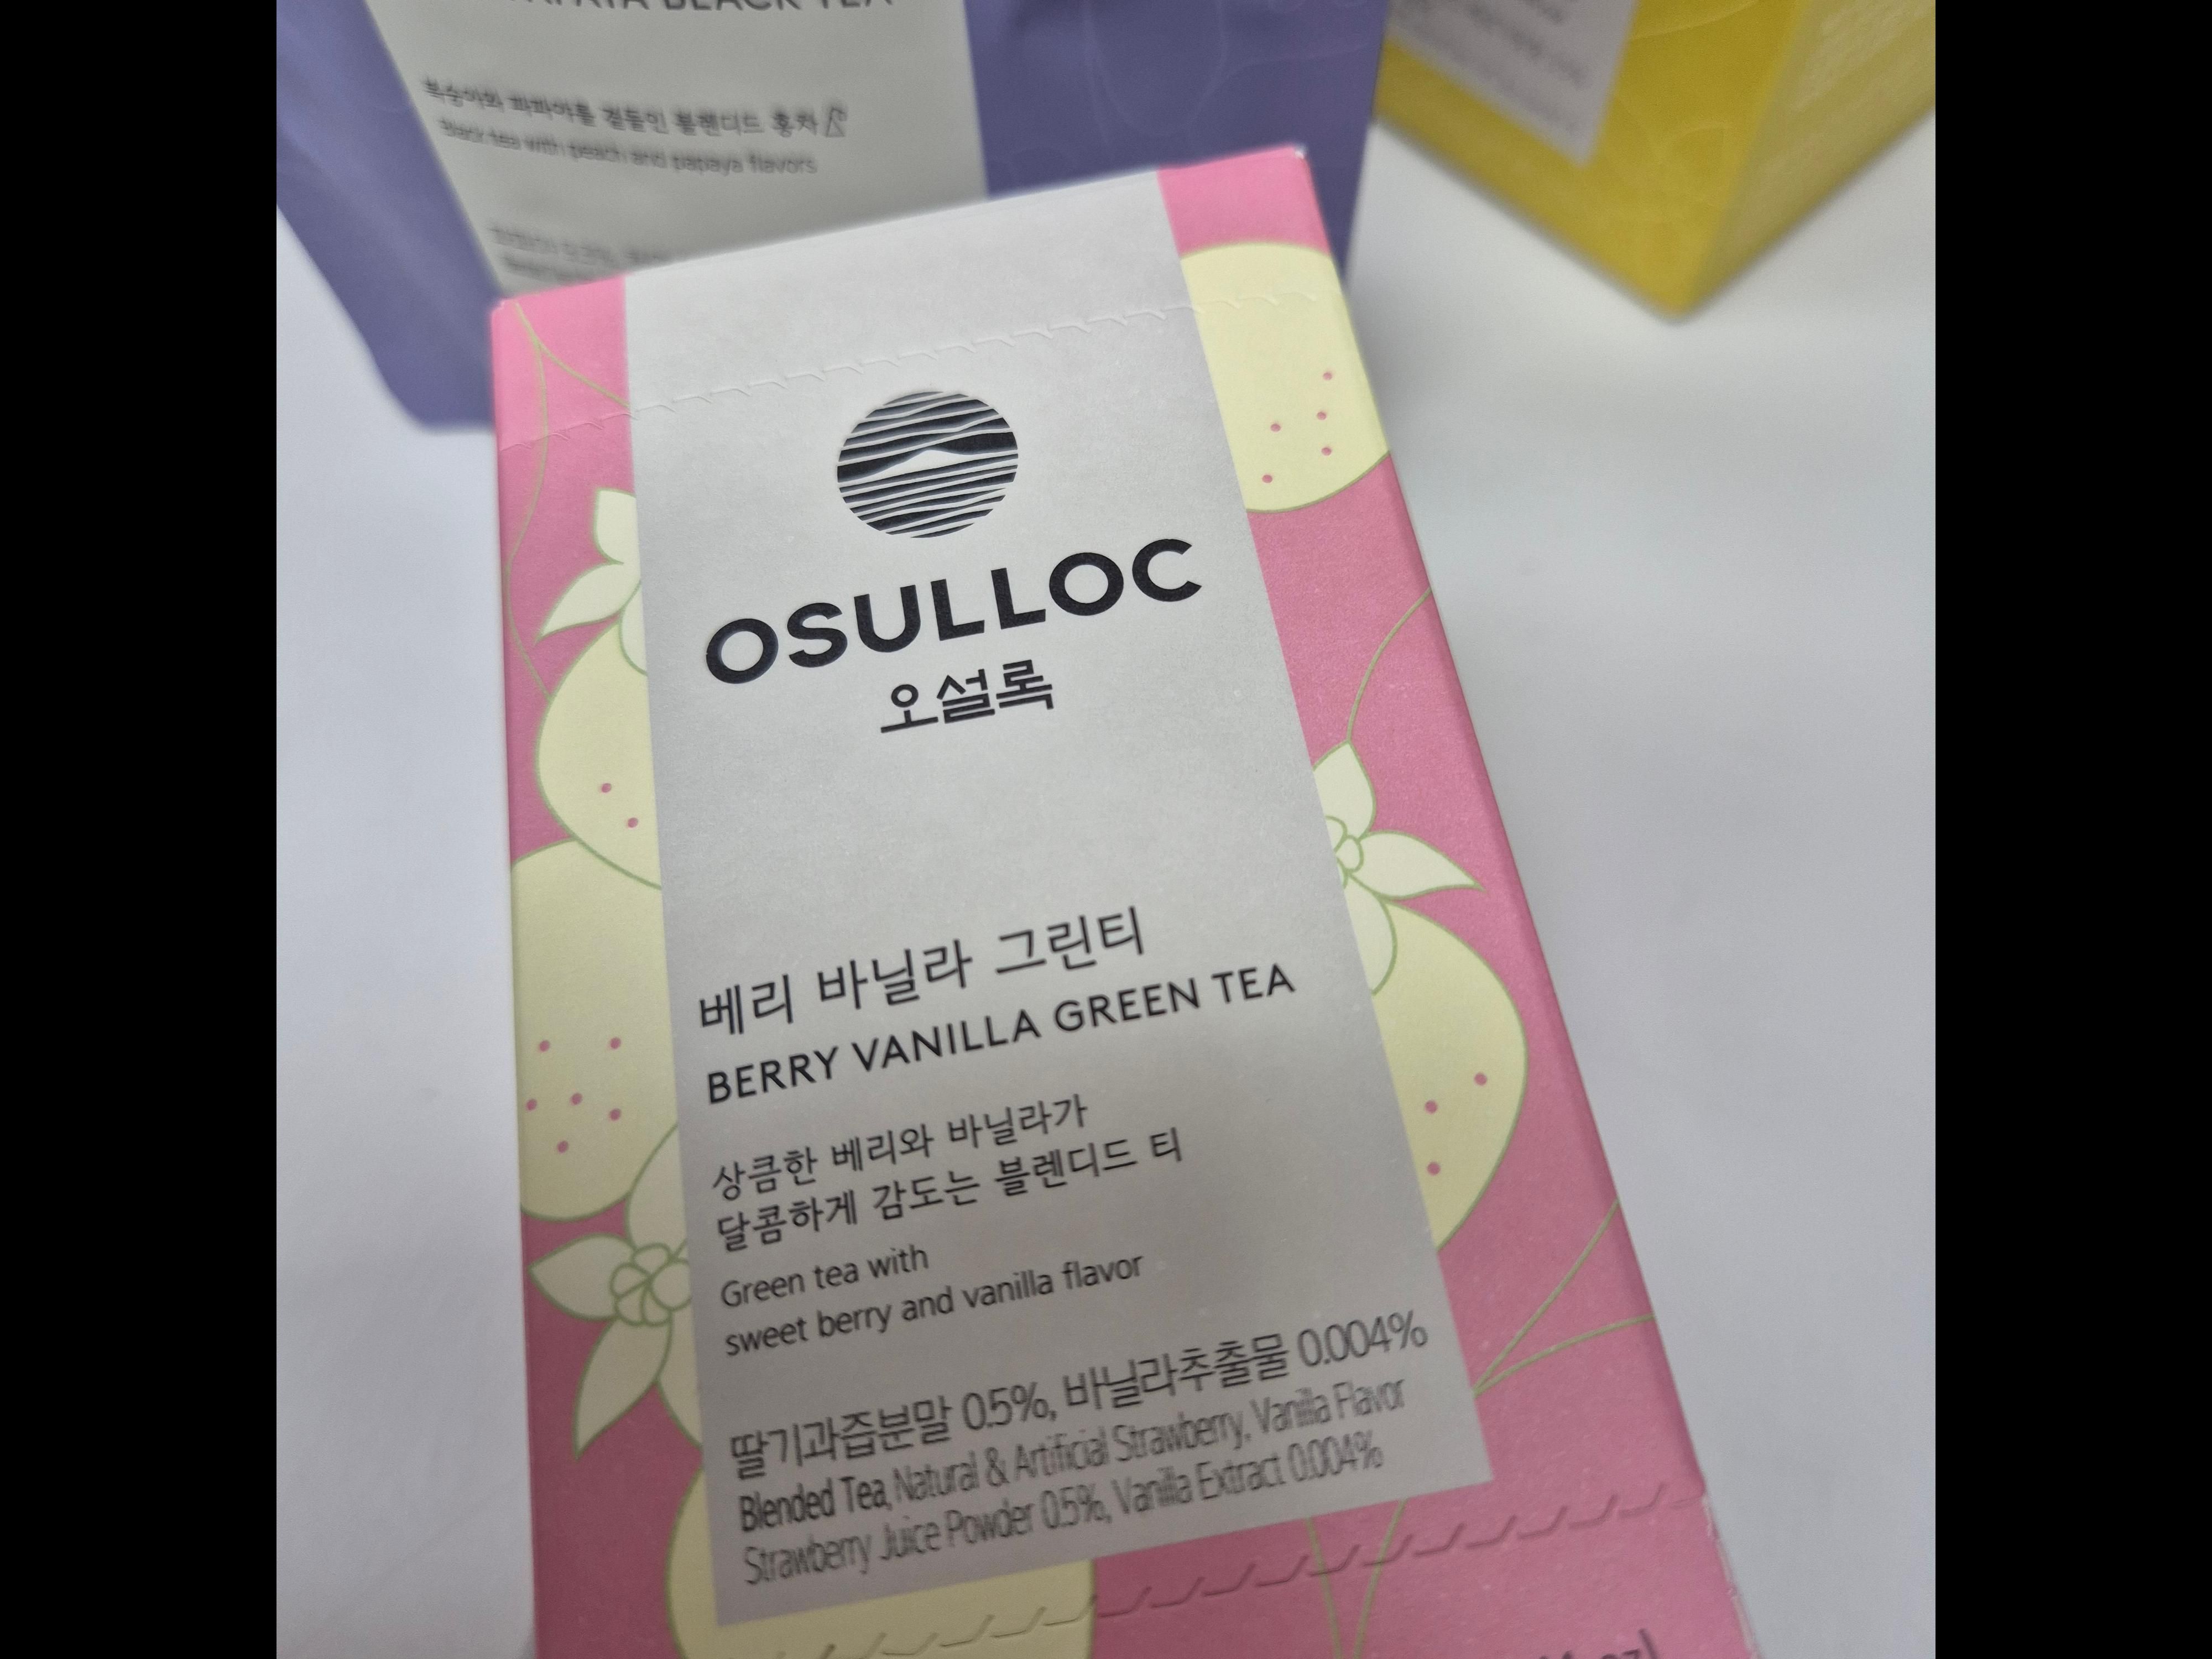 BLACK TEA
복숭아와 파파야를 곁들인 블렌디드 홍차
Black tea with peach and papaya flavors
OSULLOC
오설록
베리 바닐라 그린티
BERRY VANILLA GREEN TEA
상큼한 베리와 바닐라가
달콤하게 감도는 블렌디드 티
Green tea with
sweet berry and vanilla flavor
딸기과즙분말 0.5%, 바닐라추출물 0.004%
Blended Tea, Natural & Artificial Strawberry, Vanilla Flavor
Strawberry Juice Powder 0.5%, Vanilla Extract 0.004%